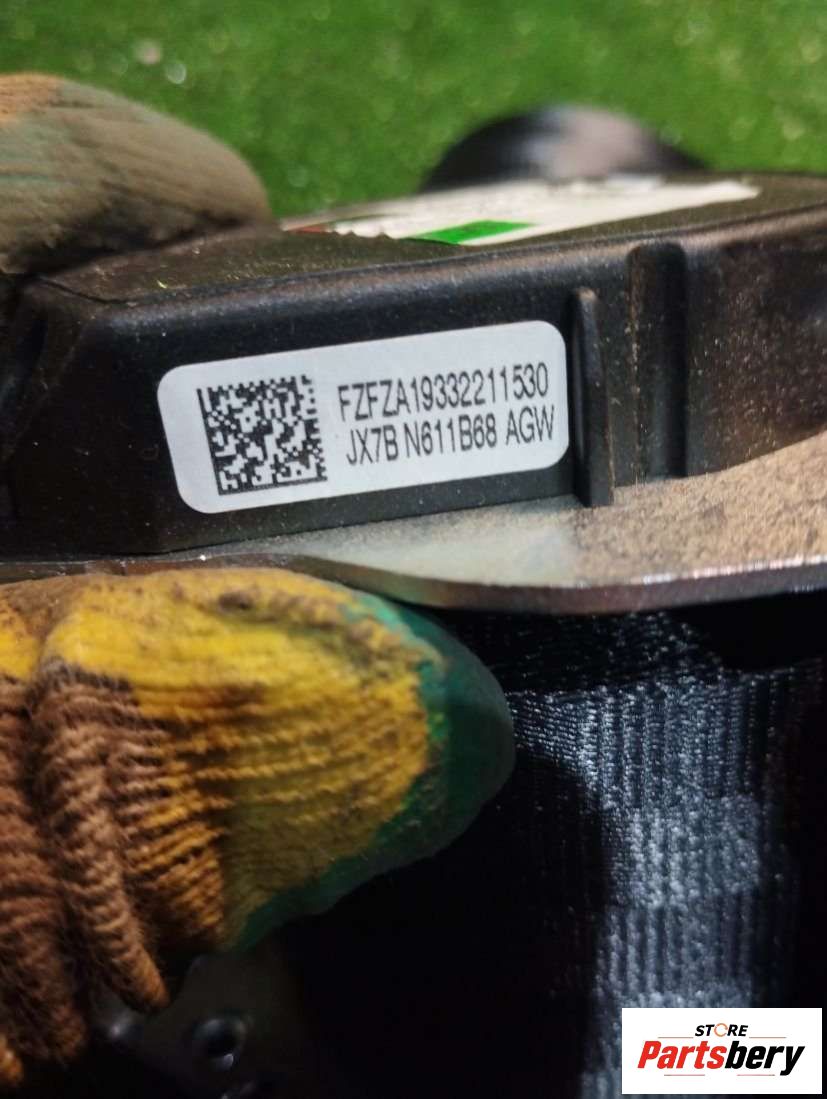 FZFZA19332211530
JX7B N611B68 AGW
STORE
Partsbery